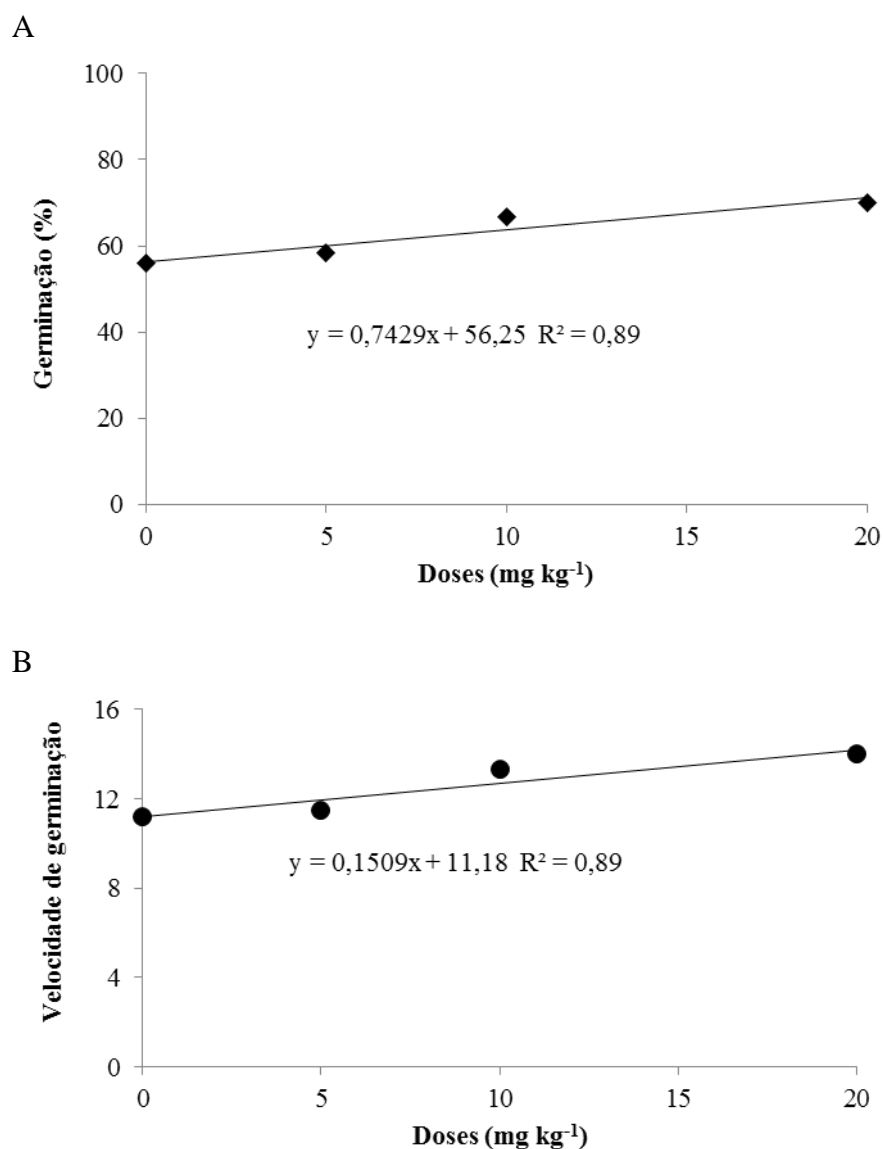 A
100
80
60
40
20
0
Germinação (%)
y = 0,7429x + 56,25 R² = 0,89
0 5 10 15 20
Doses (mg kg⁻¹)
B
16
12
8
4
0
Velocidade de germinação
y = 0,1509x + 11,18 R² = 0,89
0 5 10 15 20
Doses (mg kg⁻¹)